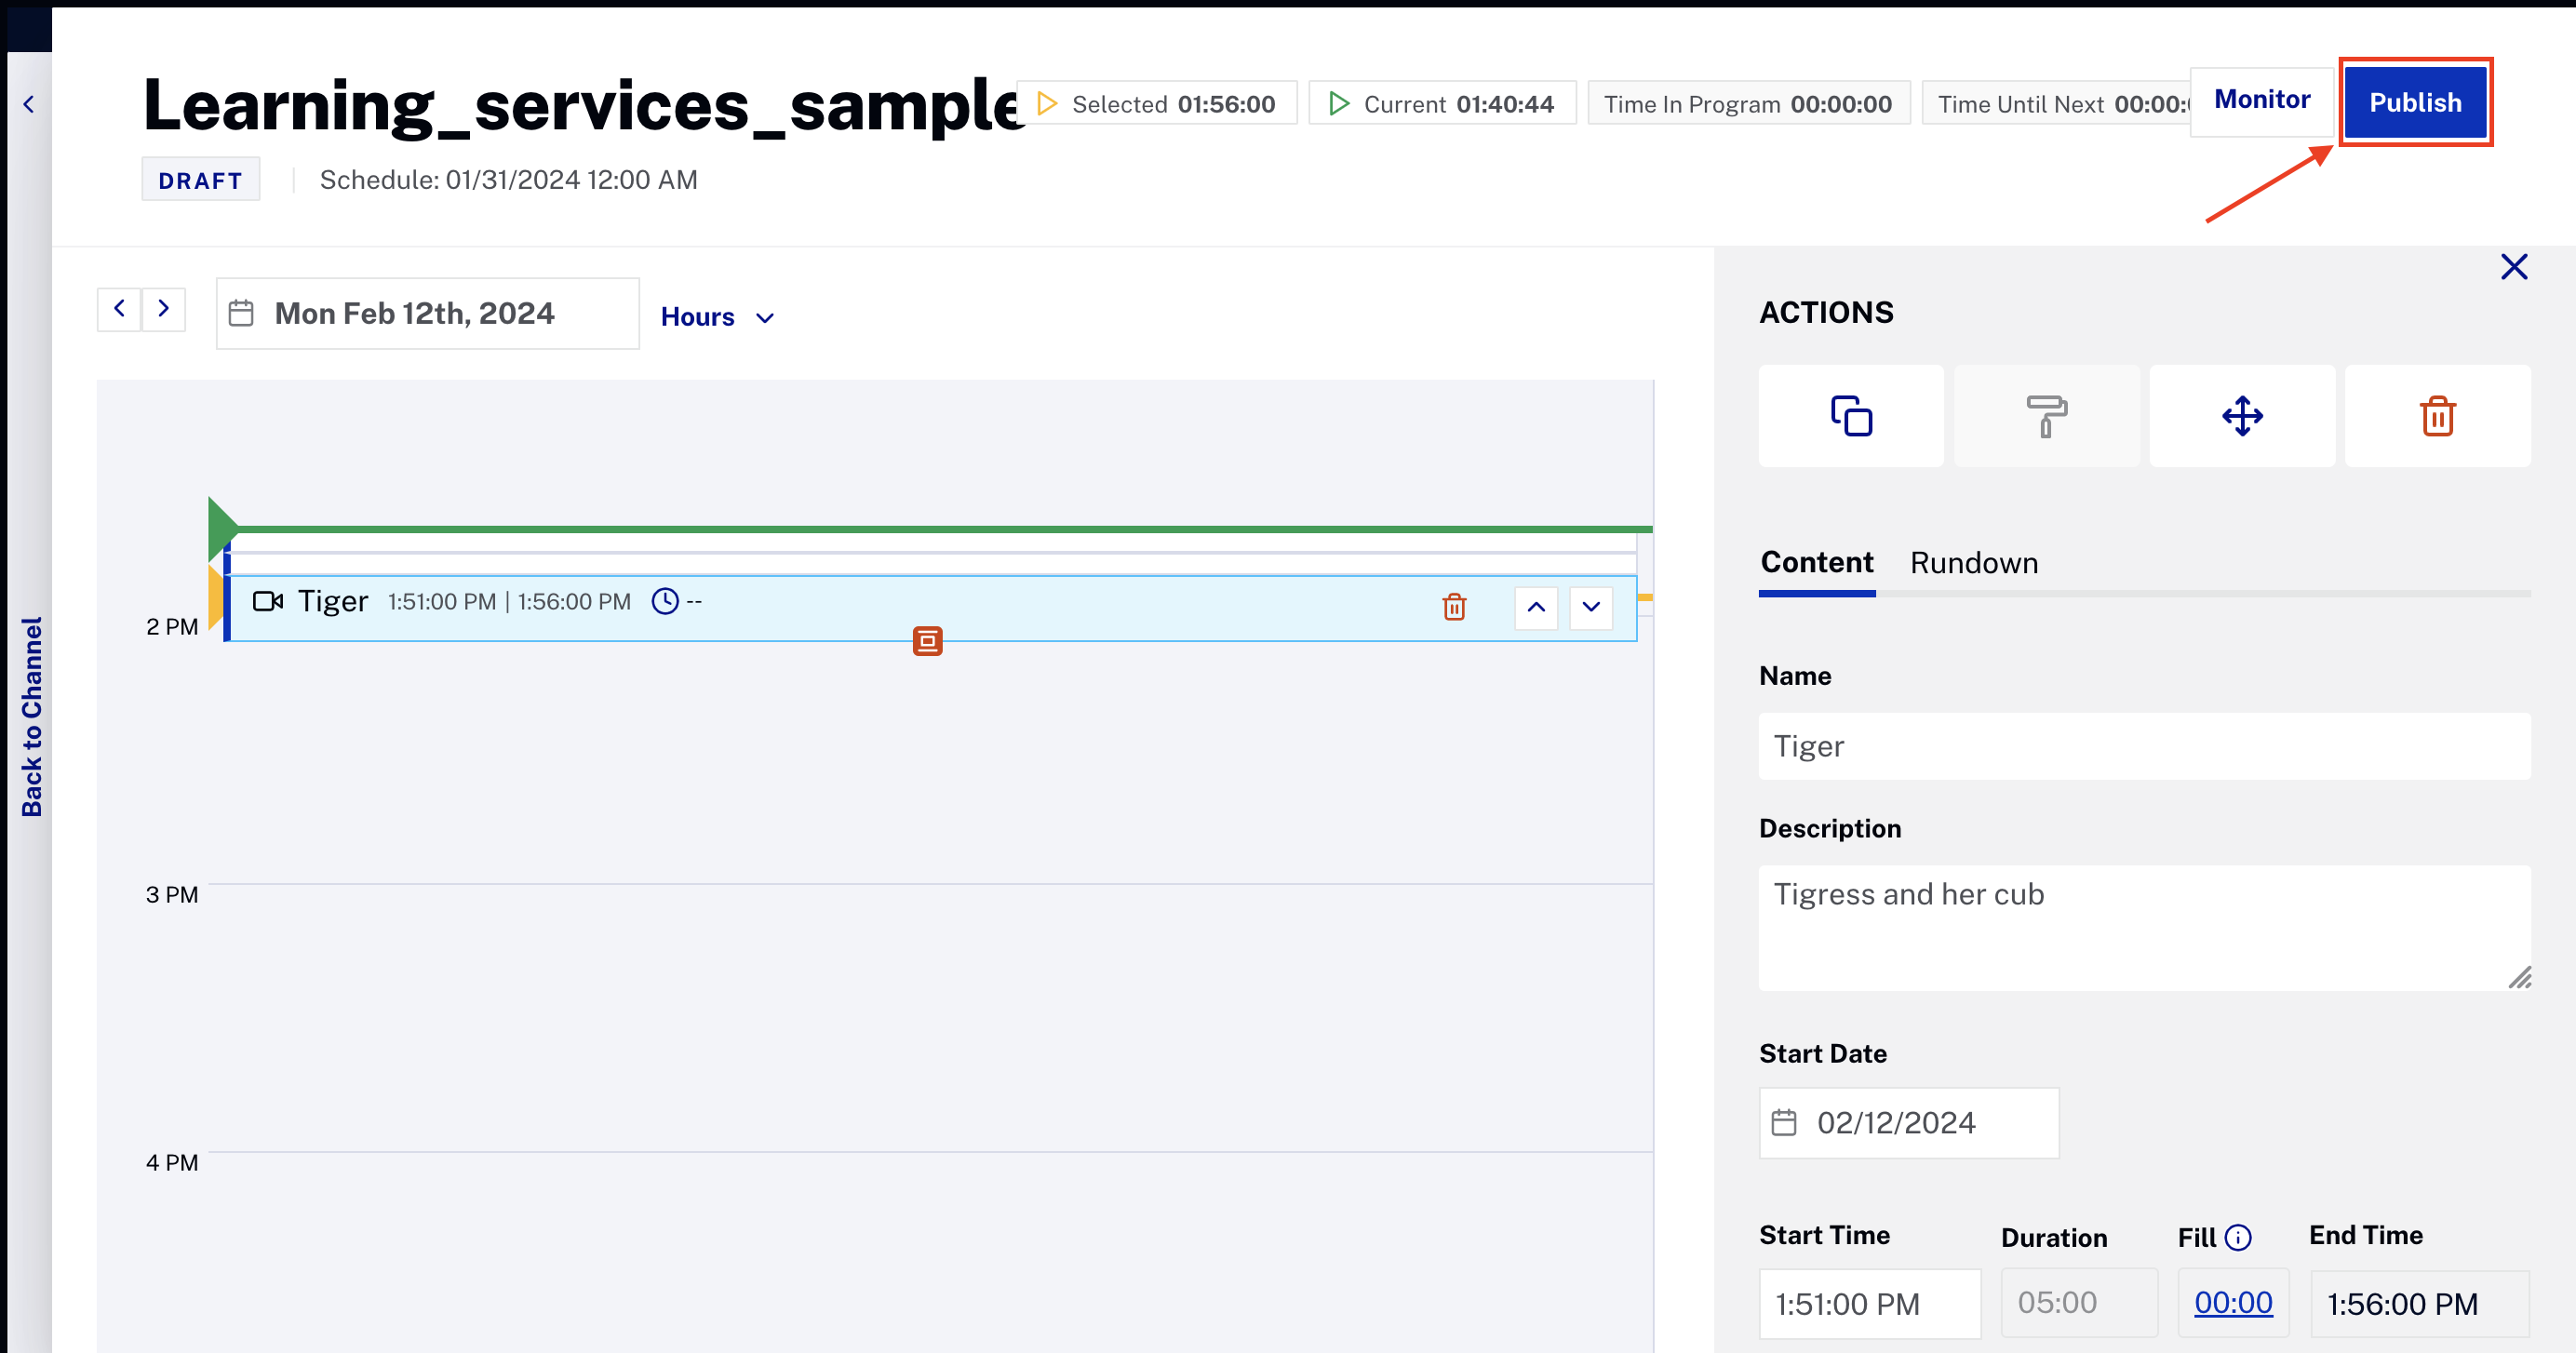 Learning_services_sample
Selected 01:56:00
Current 01:40:44
Time In Program 00:00:00
Time Until Next 00:00:
Monitor
Publish
DRAFT
Schedule: 01/31/2024 12:00 AM
Back to Channel
Mon Feb 12th, 2024
Hours
Tiger 1:51:00 PM | 1:56:00 PM --
2 PM
3 PM
4 PM
ACTIONS
Content Rundown
Name
Tiger
Description
Tigress and her cub
Start Date
02/12/2024
Start Time Duration Fill End Time
1:51:00 PM 05:00 00:00 1:56:00 PM